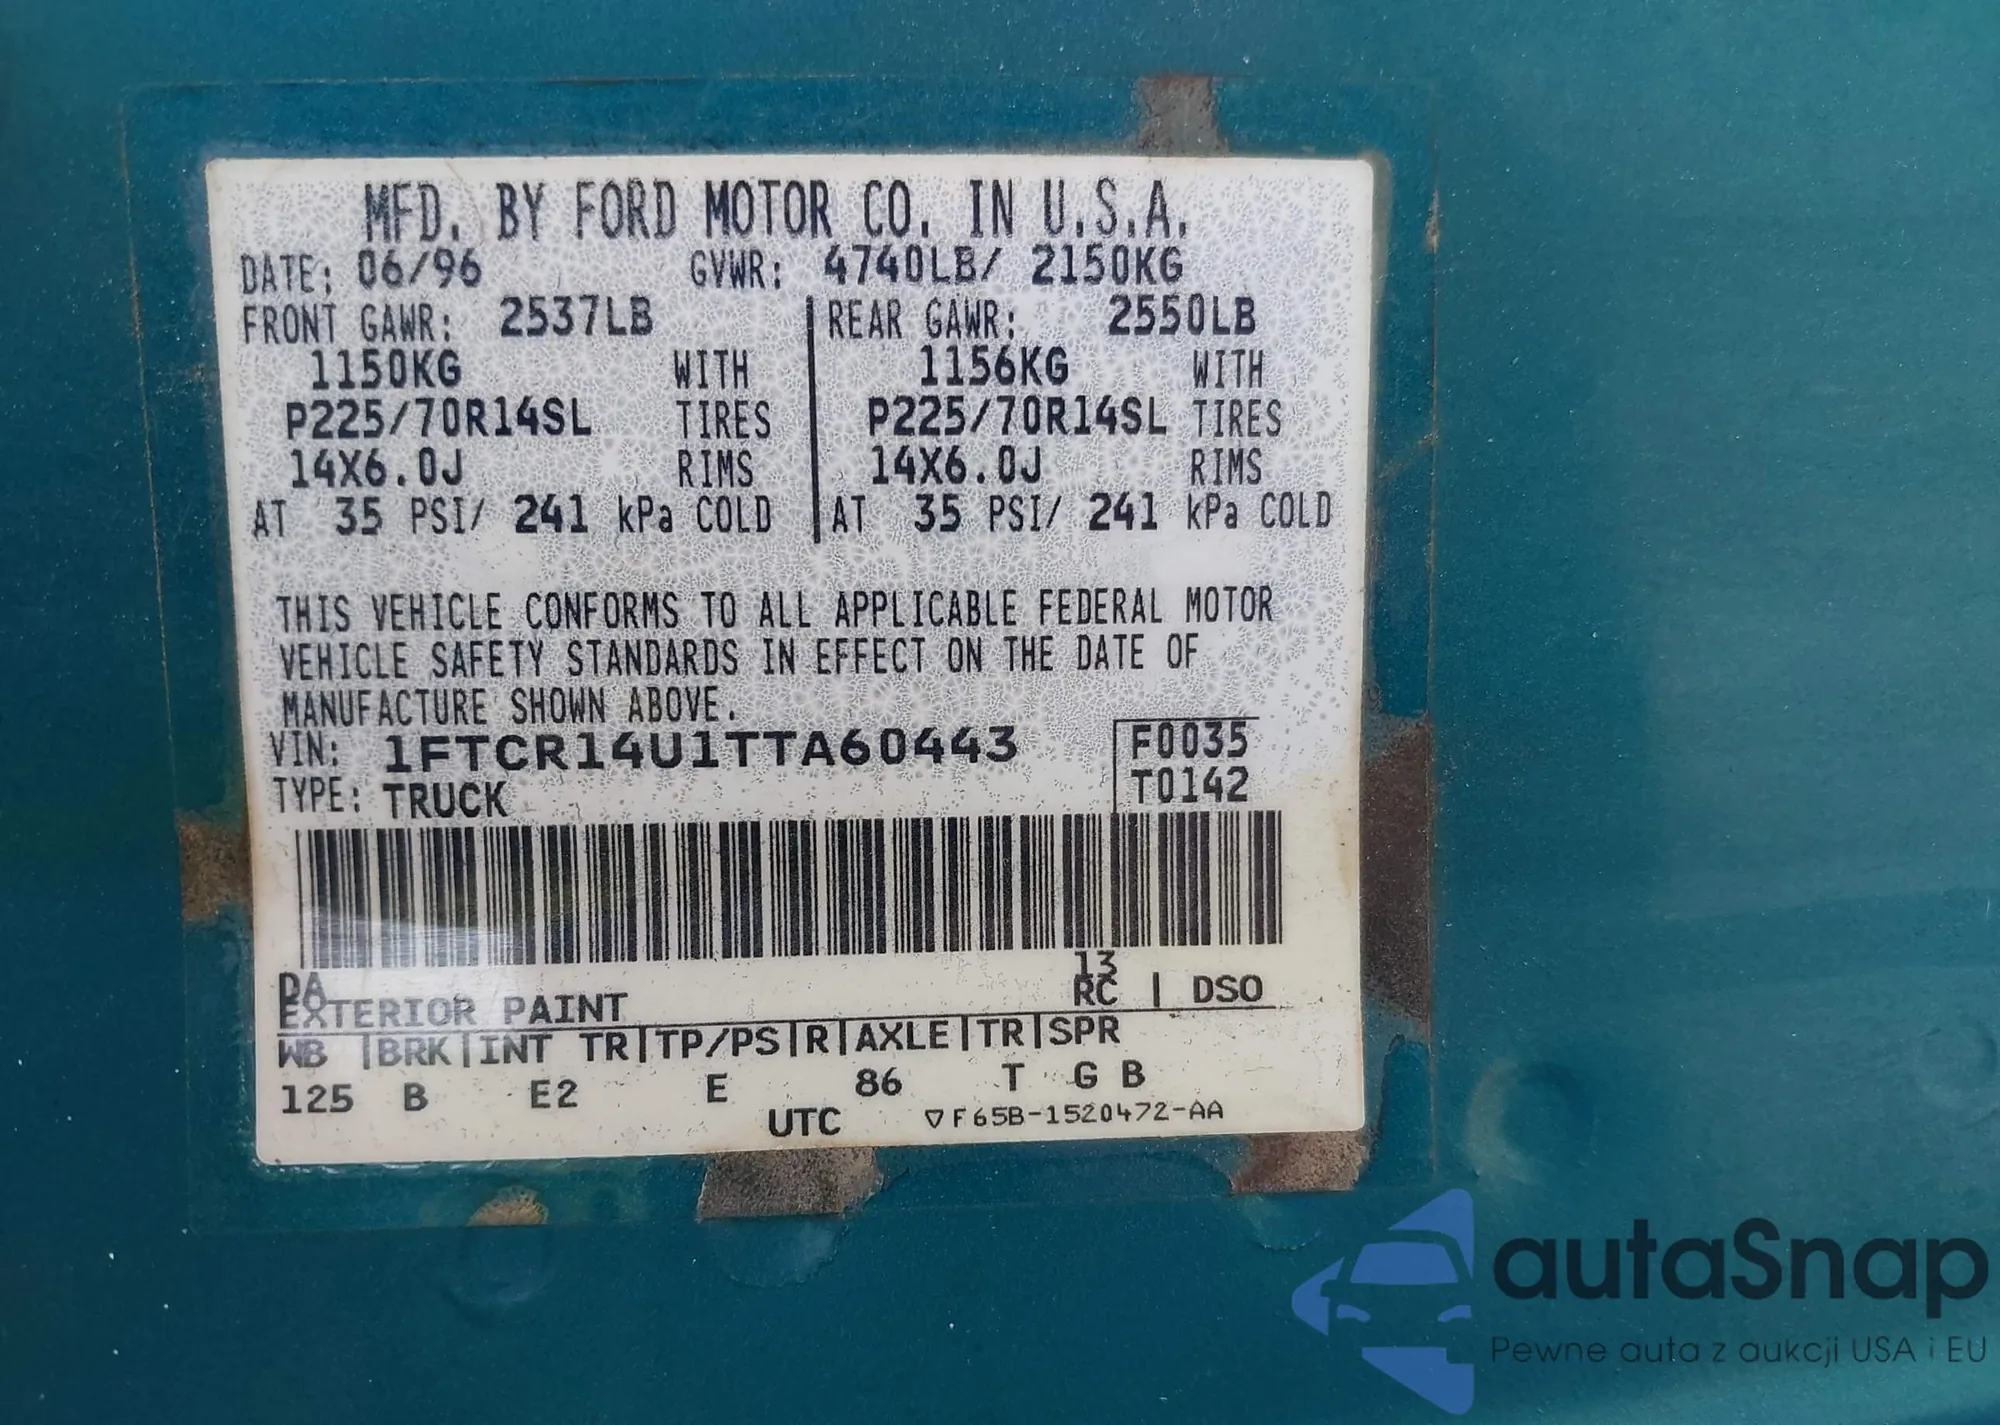 MFD. BY FORD MOTOR CO. IN U.S.A.
DATE: 06/96 GVWR: 4740LB/ 2150KG
FRONT GAWR: 2537LB REAR GAWR: 2550LB
1150KG WITH 1156KG WITH
P225/70R14SL TIRES P225/70R14SL TIRES
14X6.0J RIMS 14X6.0J RIMS
AT 35 PSI/ 241 kPa COLD AT 35 PSI/ 241 kPa COLD
THIS VEHICLE CONFORMS TO ALL APPLICABLE FEDERAL MOTOR
VEHICLE SAFETY STANDARDS IN EFFECT ON THE DATE OF
MANUFACTURE SHOWN ABOVE.
VIN: 1FTCR14U1TTA60443 F0035
TYPE: TRUCK T0142
DA 13
EXTERIOR PAINT RC | DSO
WB |BRK|INT TR|TP/PS|R|AXLE|TR|SPR
125 B E2 E 86 T G B
UTC ▽F65B-1520472-AA
autaSnap
Pewne auta z aukcji USA i EU